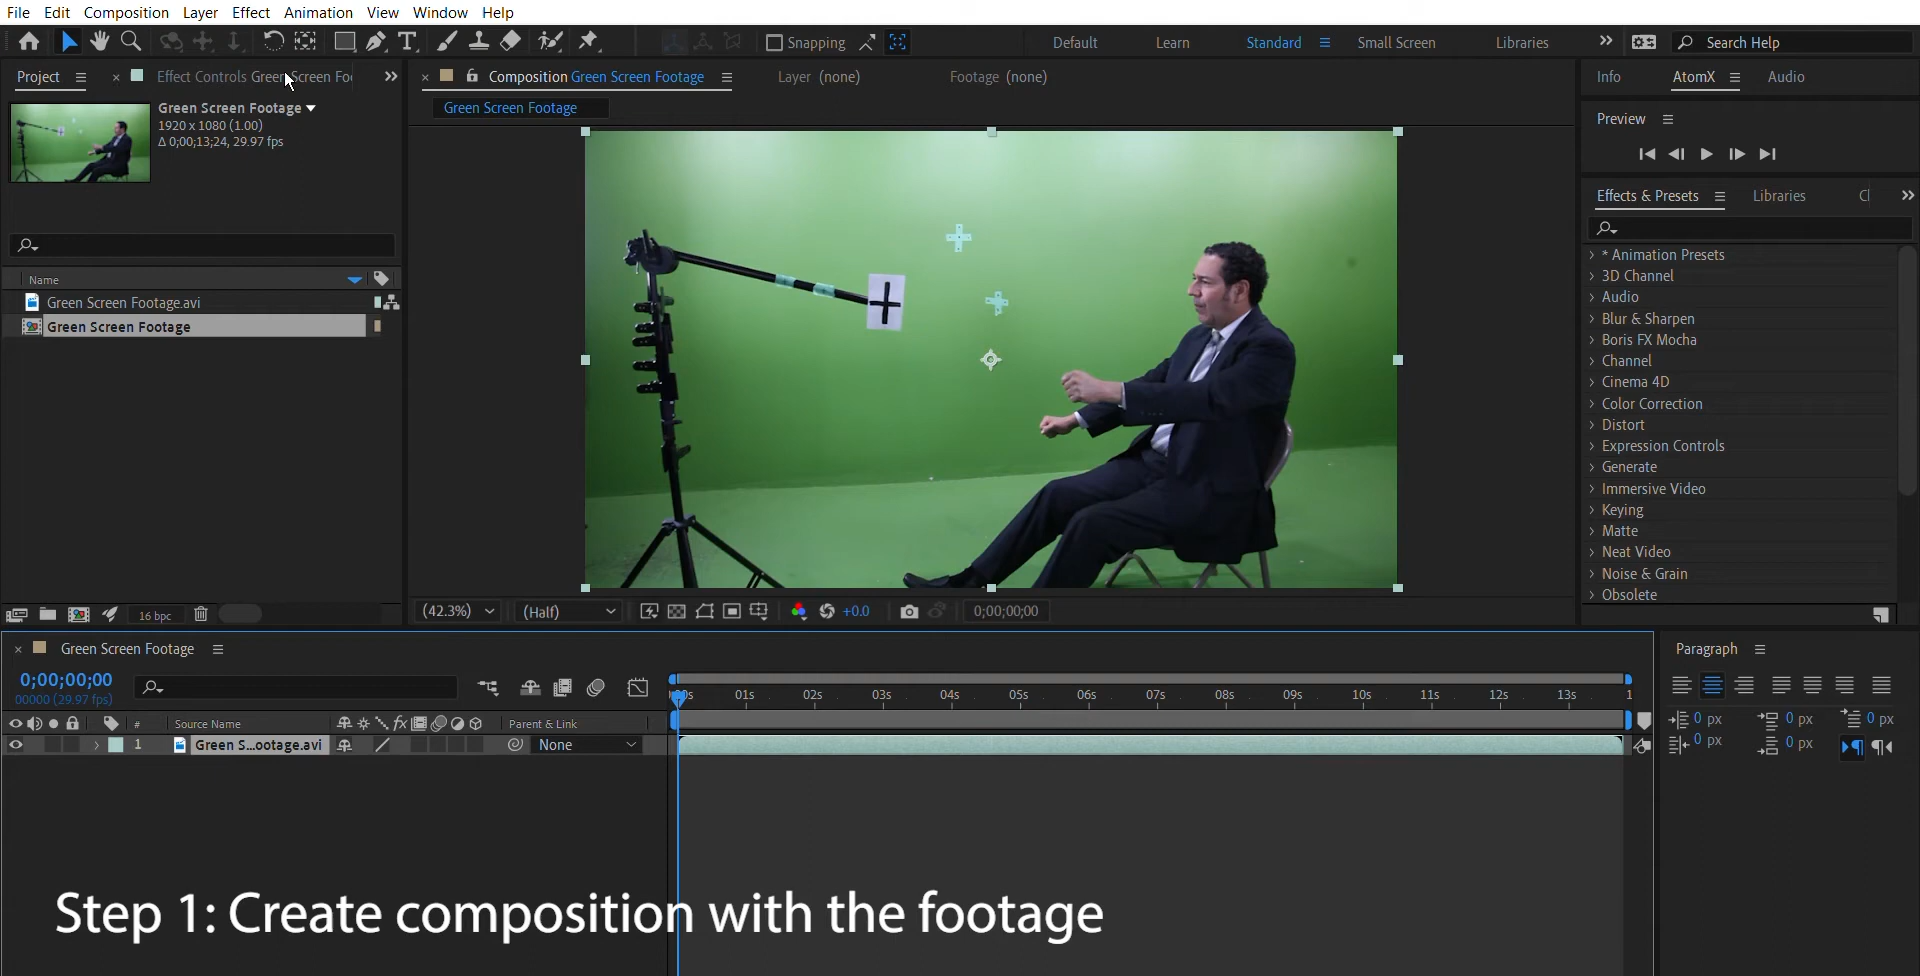 File Edit Composition Layer Effect Animation View Window Help
Snapping Default Learn Standard Small Screen Libraries Search Help
Project Effect Controls Green Screen Fo
Green Screen Footage
1920 x 1080 (1.00)
Δ 0;00;13;24, 29.97 fps
Name
Green Screen Footage.avi
Green Screen Footage
16 bpc
Composition Green Screen Footage Layer (none) Footage (none)
Green Screen Footage
(42.3%) (Half) +0.0 0;00;00;00
Info AtomX Audio
Preview
Effects & Presets Libraries
* Animation Presets
3D Channel
Audio
Blur & Sharpen
Boris FX Mocha
Channel
Cinema 4D
Color Correction
Distort
Expression Controls
Generate
Immersive Video
Keying
Matte
Neat Video
Noise & Grain
Obsolete
Green Screen Footage
0;00;00;00
00000 (29.97 fps)
01s 02s 03s 04s 05s 06s 07s 08s 09s 10s 11s 12s 13s 1
# Source Name fx Parent & Link
1 Green S...ootage.avi None
Paragraph
0 px 0 px 0 px
0 px 0 px
Step 1: Create composition with the footage